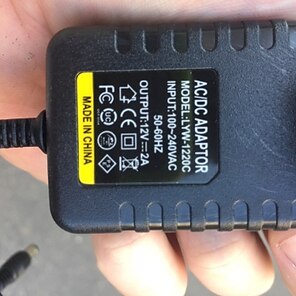 AC/DC ADAPTOR
MODEL:LYW-1220C
INPUT:100-240VAC
50-60HZ
OUTPUT:12V⎓2A
MADE IN CHINA